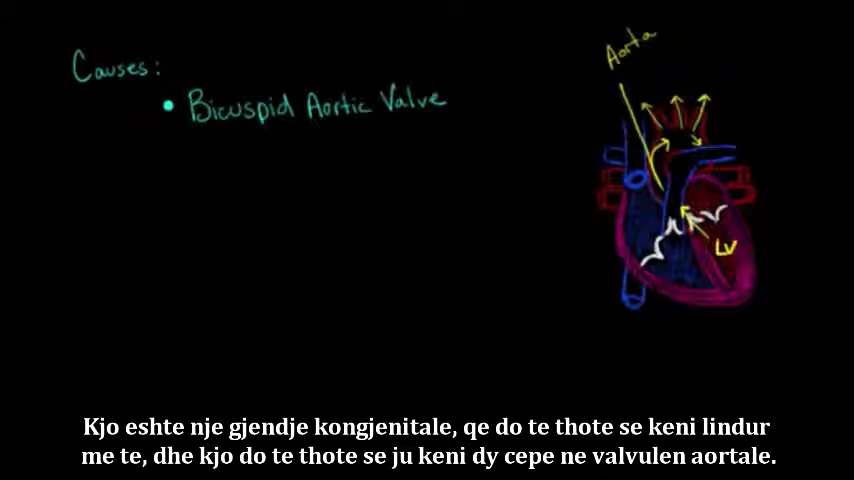 Causes:
• Bicuspid Aortic Valve
Aorta
LV
Kjo eshte nje gjendje kongjenitale, qe do te thote se keni lindur
me te, dhe kjo do te thote se ju keni dy cepe ne valvulen aortale.